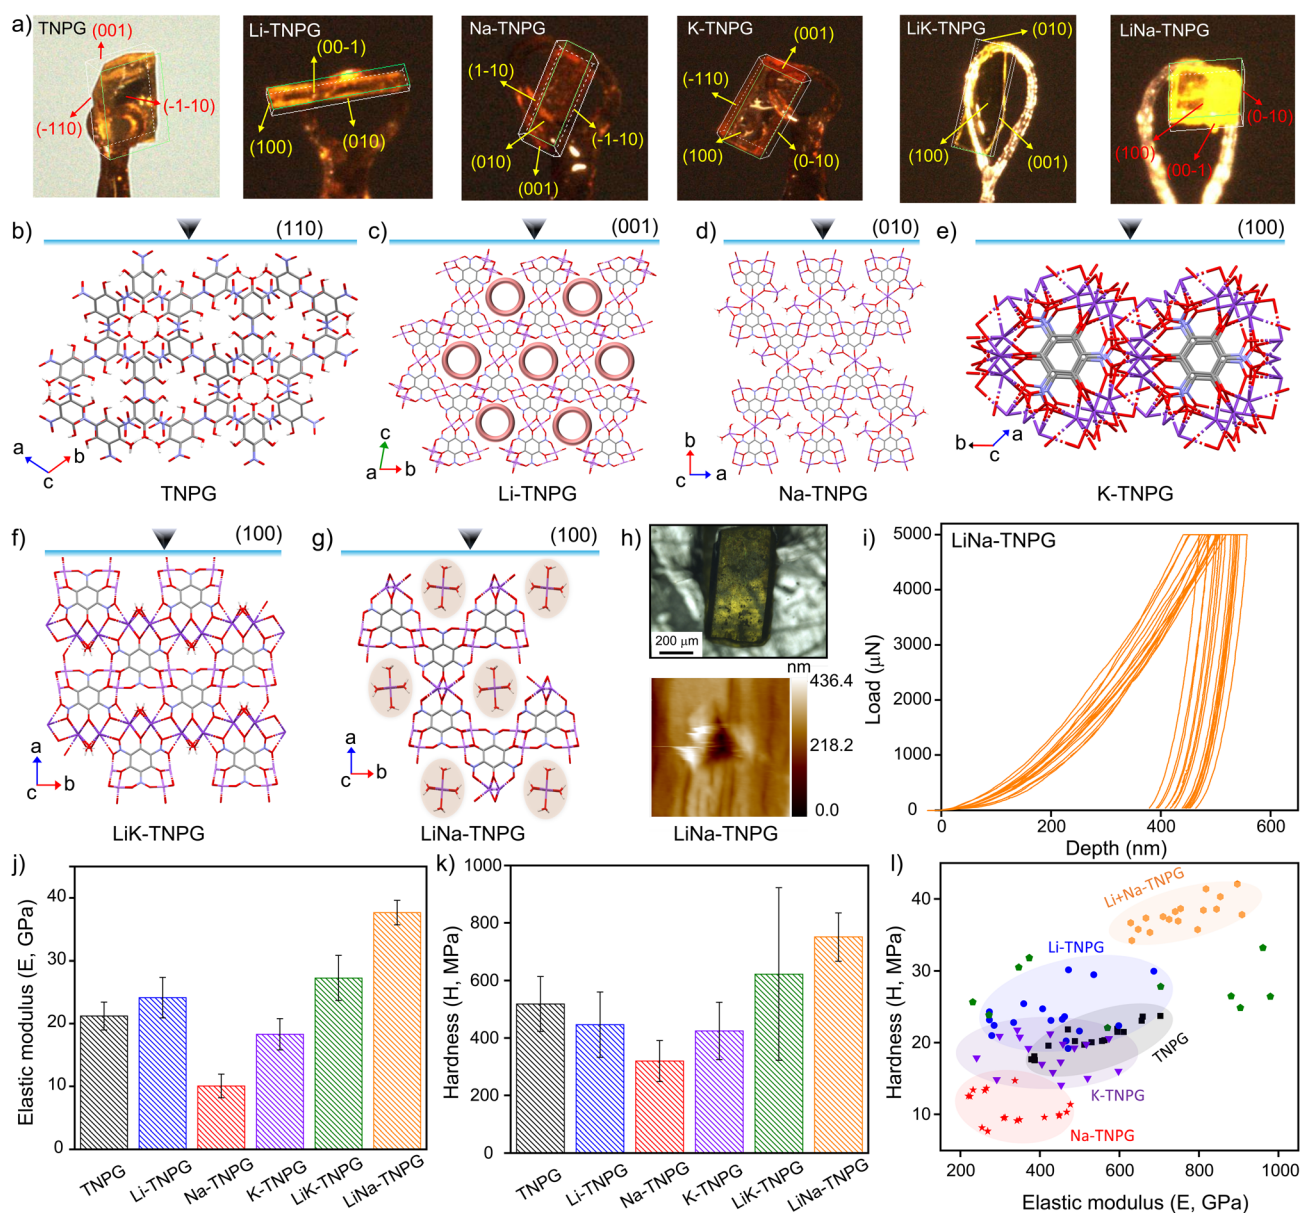 a)
TNPG
(001)
(-110)
(-1-10)
Li-TNPG
(00-1)
(100)
(010)
Na-TNPG
(1-10)
(-1-10)
(010)
(001)
K-TNPG
(001)
(-110)
(100)
(0-10)
LiK-TNPG
(010)
(100)
(001)
LiNa-TNPG
(0-10)
(100)
(00-1)
b)
(110)
a
b
c
TNPG
c)
(001)
c
a
b
Li-TNPG
d)
(010)
b
c
a
Na-TNPG
e)
(100)
b
a
c
K-TNPG
f)
(100)
a
c
b
LiK-TNPG
g)
(100)
a
c
b
LiNa-TNPG
h)
200 μm
nm
436.4
218.2
0.0
LiNa-TNPG
i)
LiNa-TNPG
5000
4000
3000
2000
1000
0
Load (μN)
0
200
400
600
Depth (nm)
j)
40
30
20
10
0
Elastic modulus (E, GPa)
TNPG
Li-TNPG
Na-TNPG
K-TNPG
LiK-TNPG
LiNa-TNPG
k)
1000
800
600
400
200
0
Hardness (H, MPa)
TNPG
Li-TNPG
Na-TNPG
K-TNPG
LiK-TNPG
LiNa-TNPG
l)
40
30
20
10
Hardness (H, MPa)
Li+Na-TNPG
Li-TNPG
TNPG
K-TNPG
Na-TNPG
200
400
600
800
1000
Elastic modulus (E, GPa)